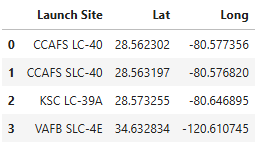 Launch Site Lat Long
0 CCAFS LC-40 28.562302 -80.577356
1 CCAFS SLC-40 28.563197 -80.576820
2 KSC LC-39A 28.573255 -80.646895
3 VAFB SLC-4E 34.632834 -120.610745